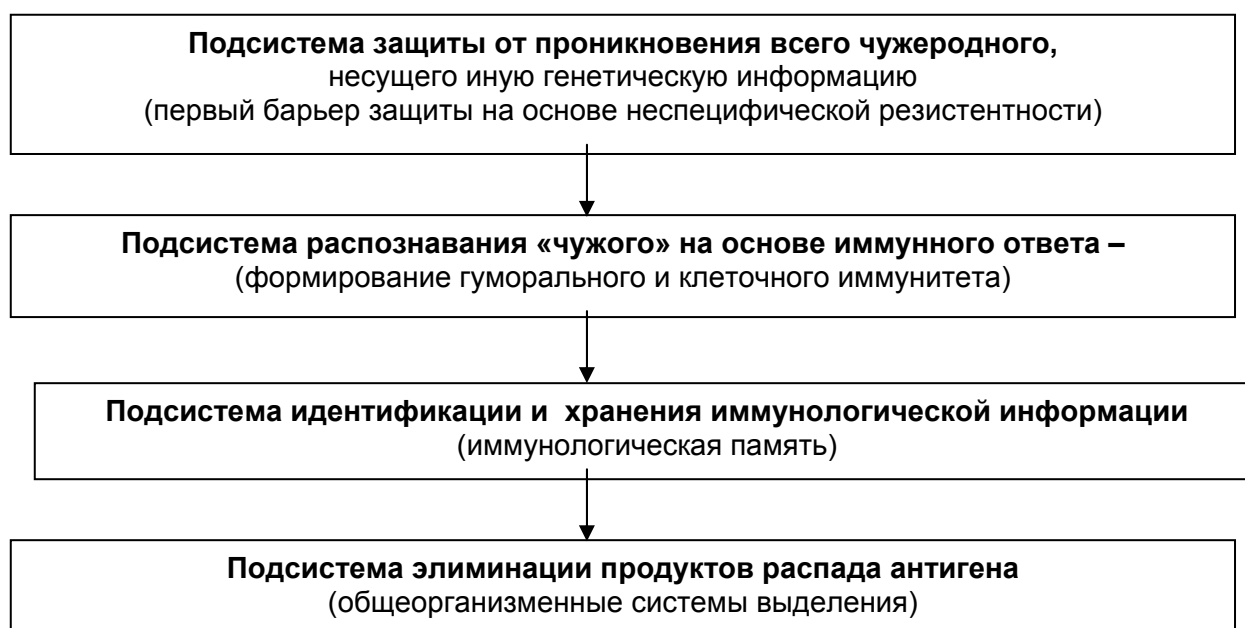 Подсистема защиты от проникновения всего чужеродного,
несущего иную генетическую информацию
(первый барьер защиты на основе неспецифической резистентности)
Подсистема распознавания «чужого» на основе иммунного ответа –
(формирование гуморального и клеточного иммунитета)
Подсистема идентификации и хранения иммунологической информации
(иммунологическая память)
Подсистема элиминации продуктов распада антигена
(общеорганизменные системы выделения)